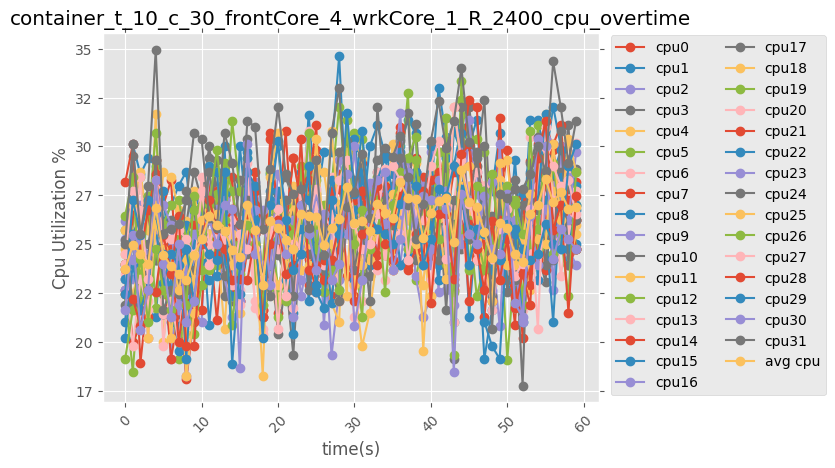 container_t_10_c_30_frontCore_4_wrkCore_1_R_2400_cpu_overtime
Cpu Utilization %
35
32
30
27
25
22
20
17
0
10
20
30
40
50
60
time(s)
cpu0
cpu1
cpu2
cpu3
cpu4
cpu5
cpu6
cpu7
cpu8
cpu9
cpu10
cpu11
cpu12
cpu13
cpu14
cpu15
cpu16
cpu17
cpu18
cpu19
cpu20
cpu21
cpu22
cpu23
cpu24
cpu25
cpu26
cpu27
cpu28
cpu29
cpu30
cpu31
avg cpu